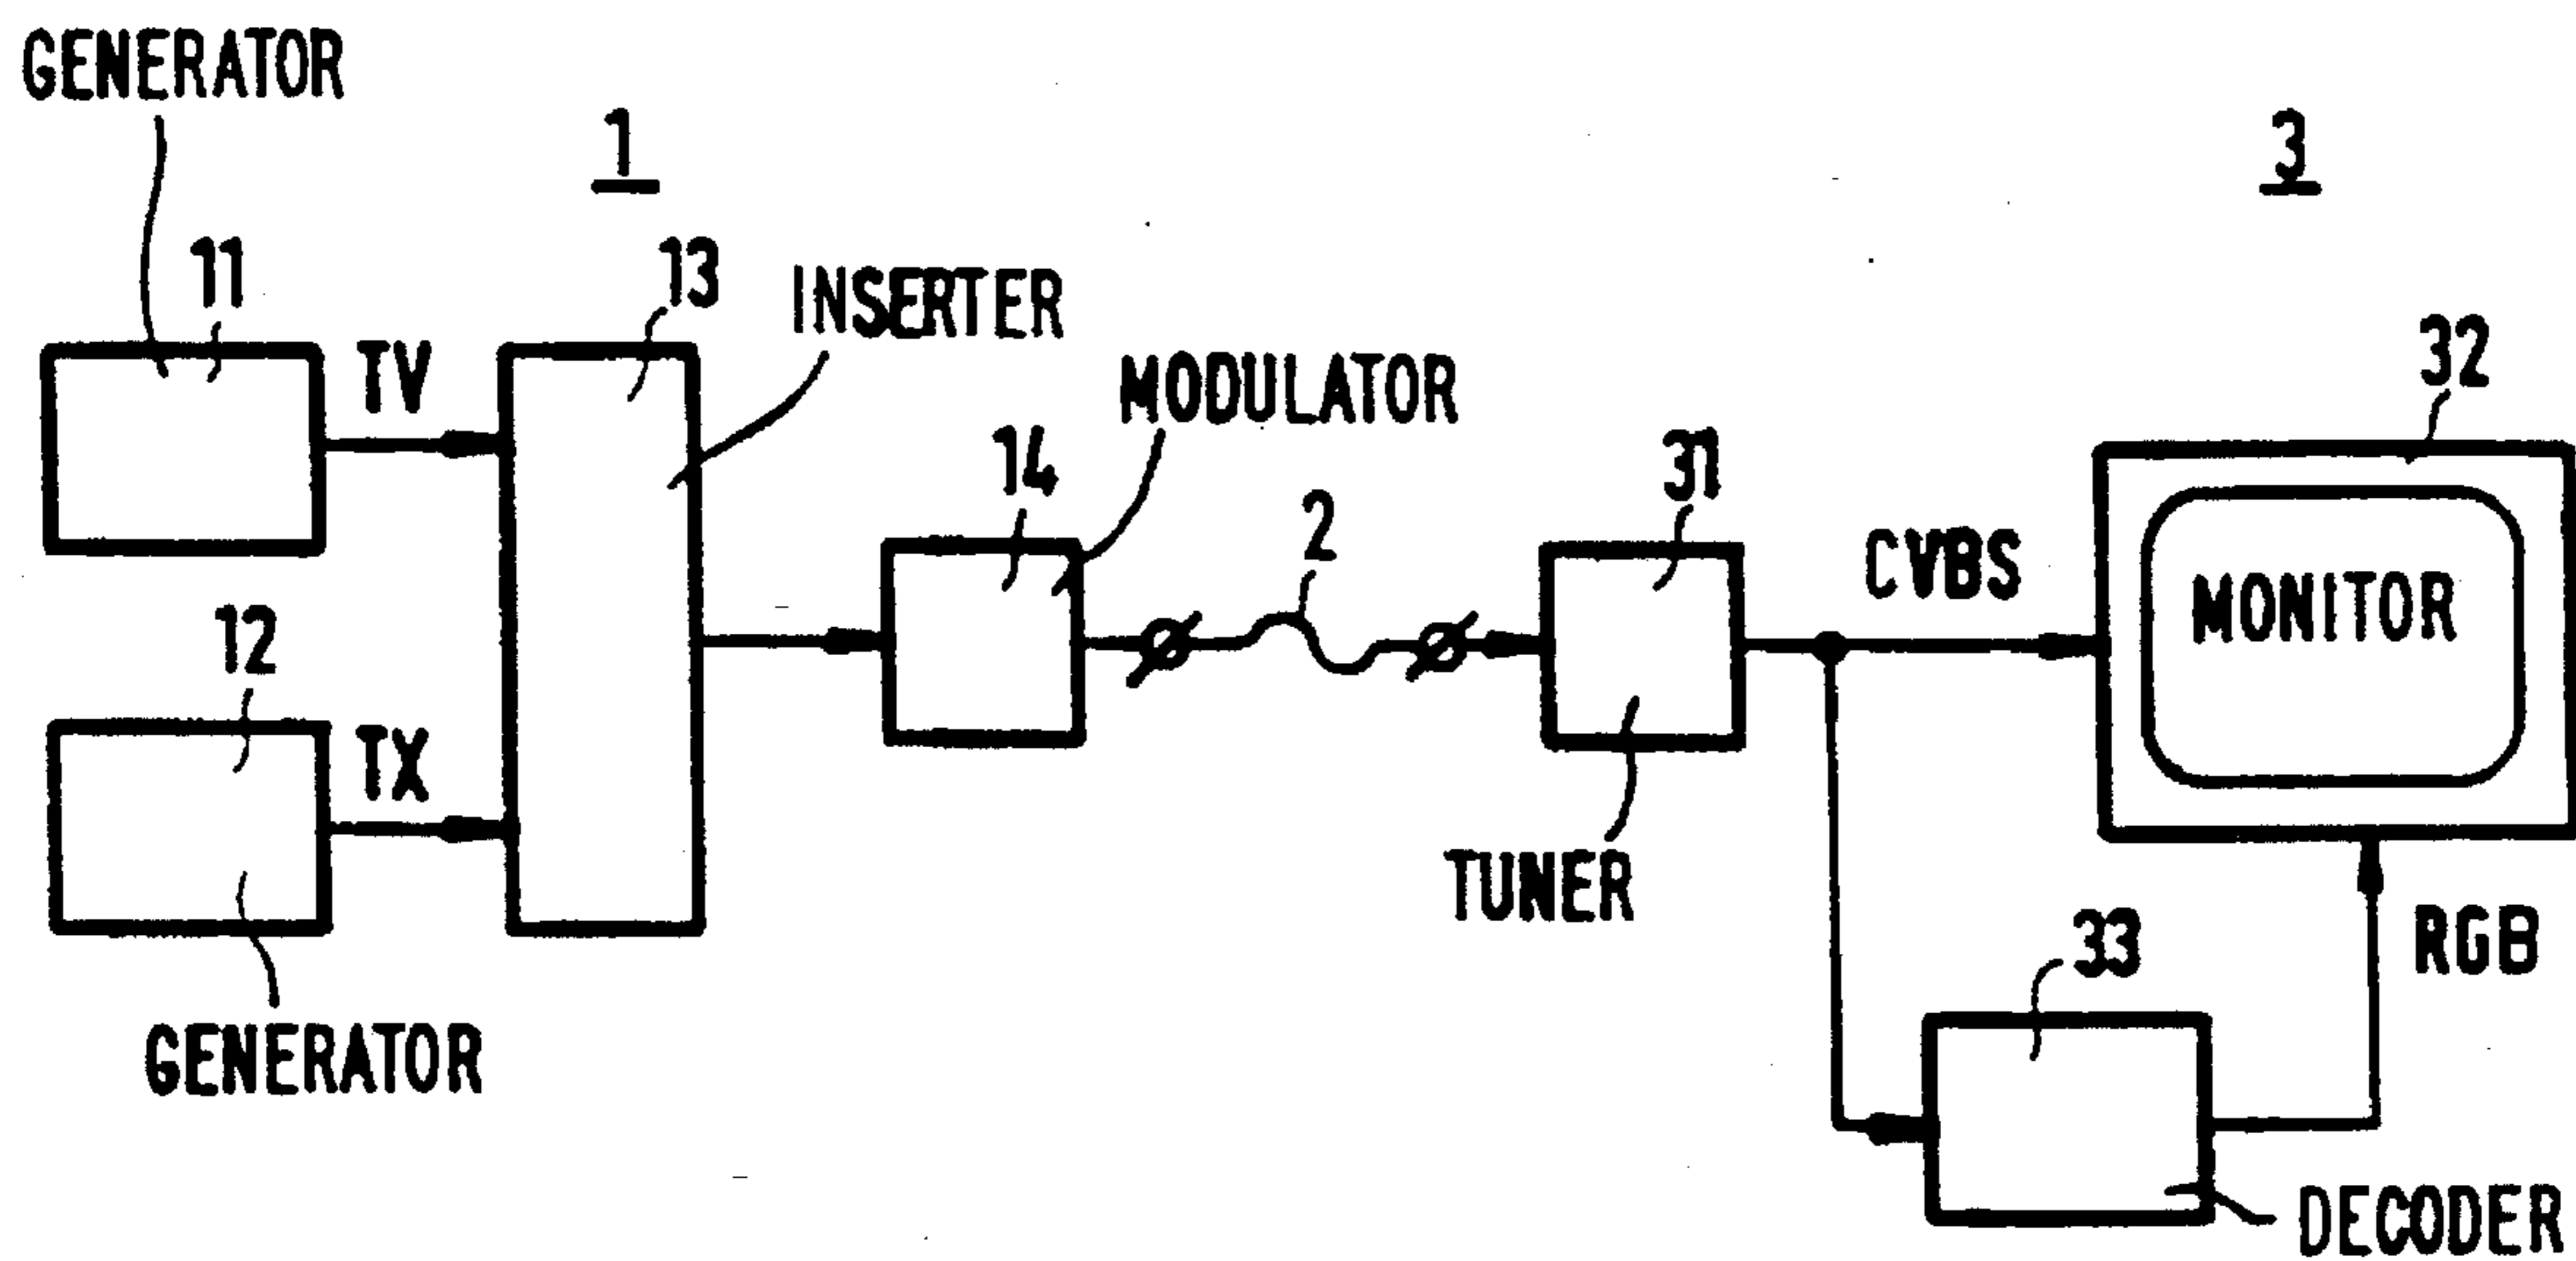 GENERATOR
1
3
11
13
INSERTER
TV
MODULATOR
32
14
31
2
CVBS
MONITOR
12
TX
TUNER
33
RGB
GENERATOR
DECODER